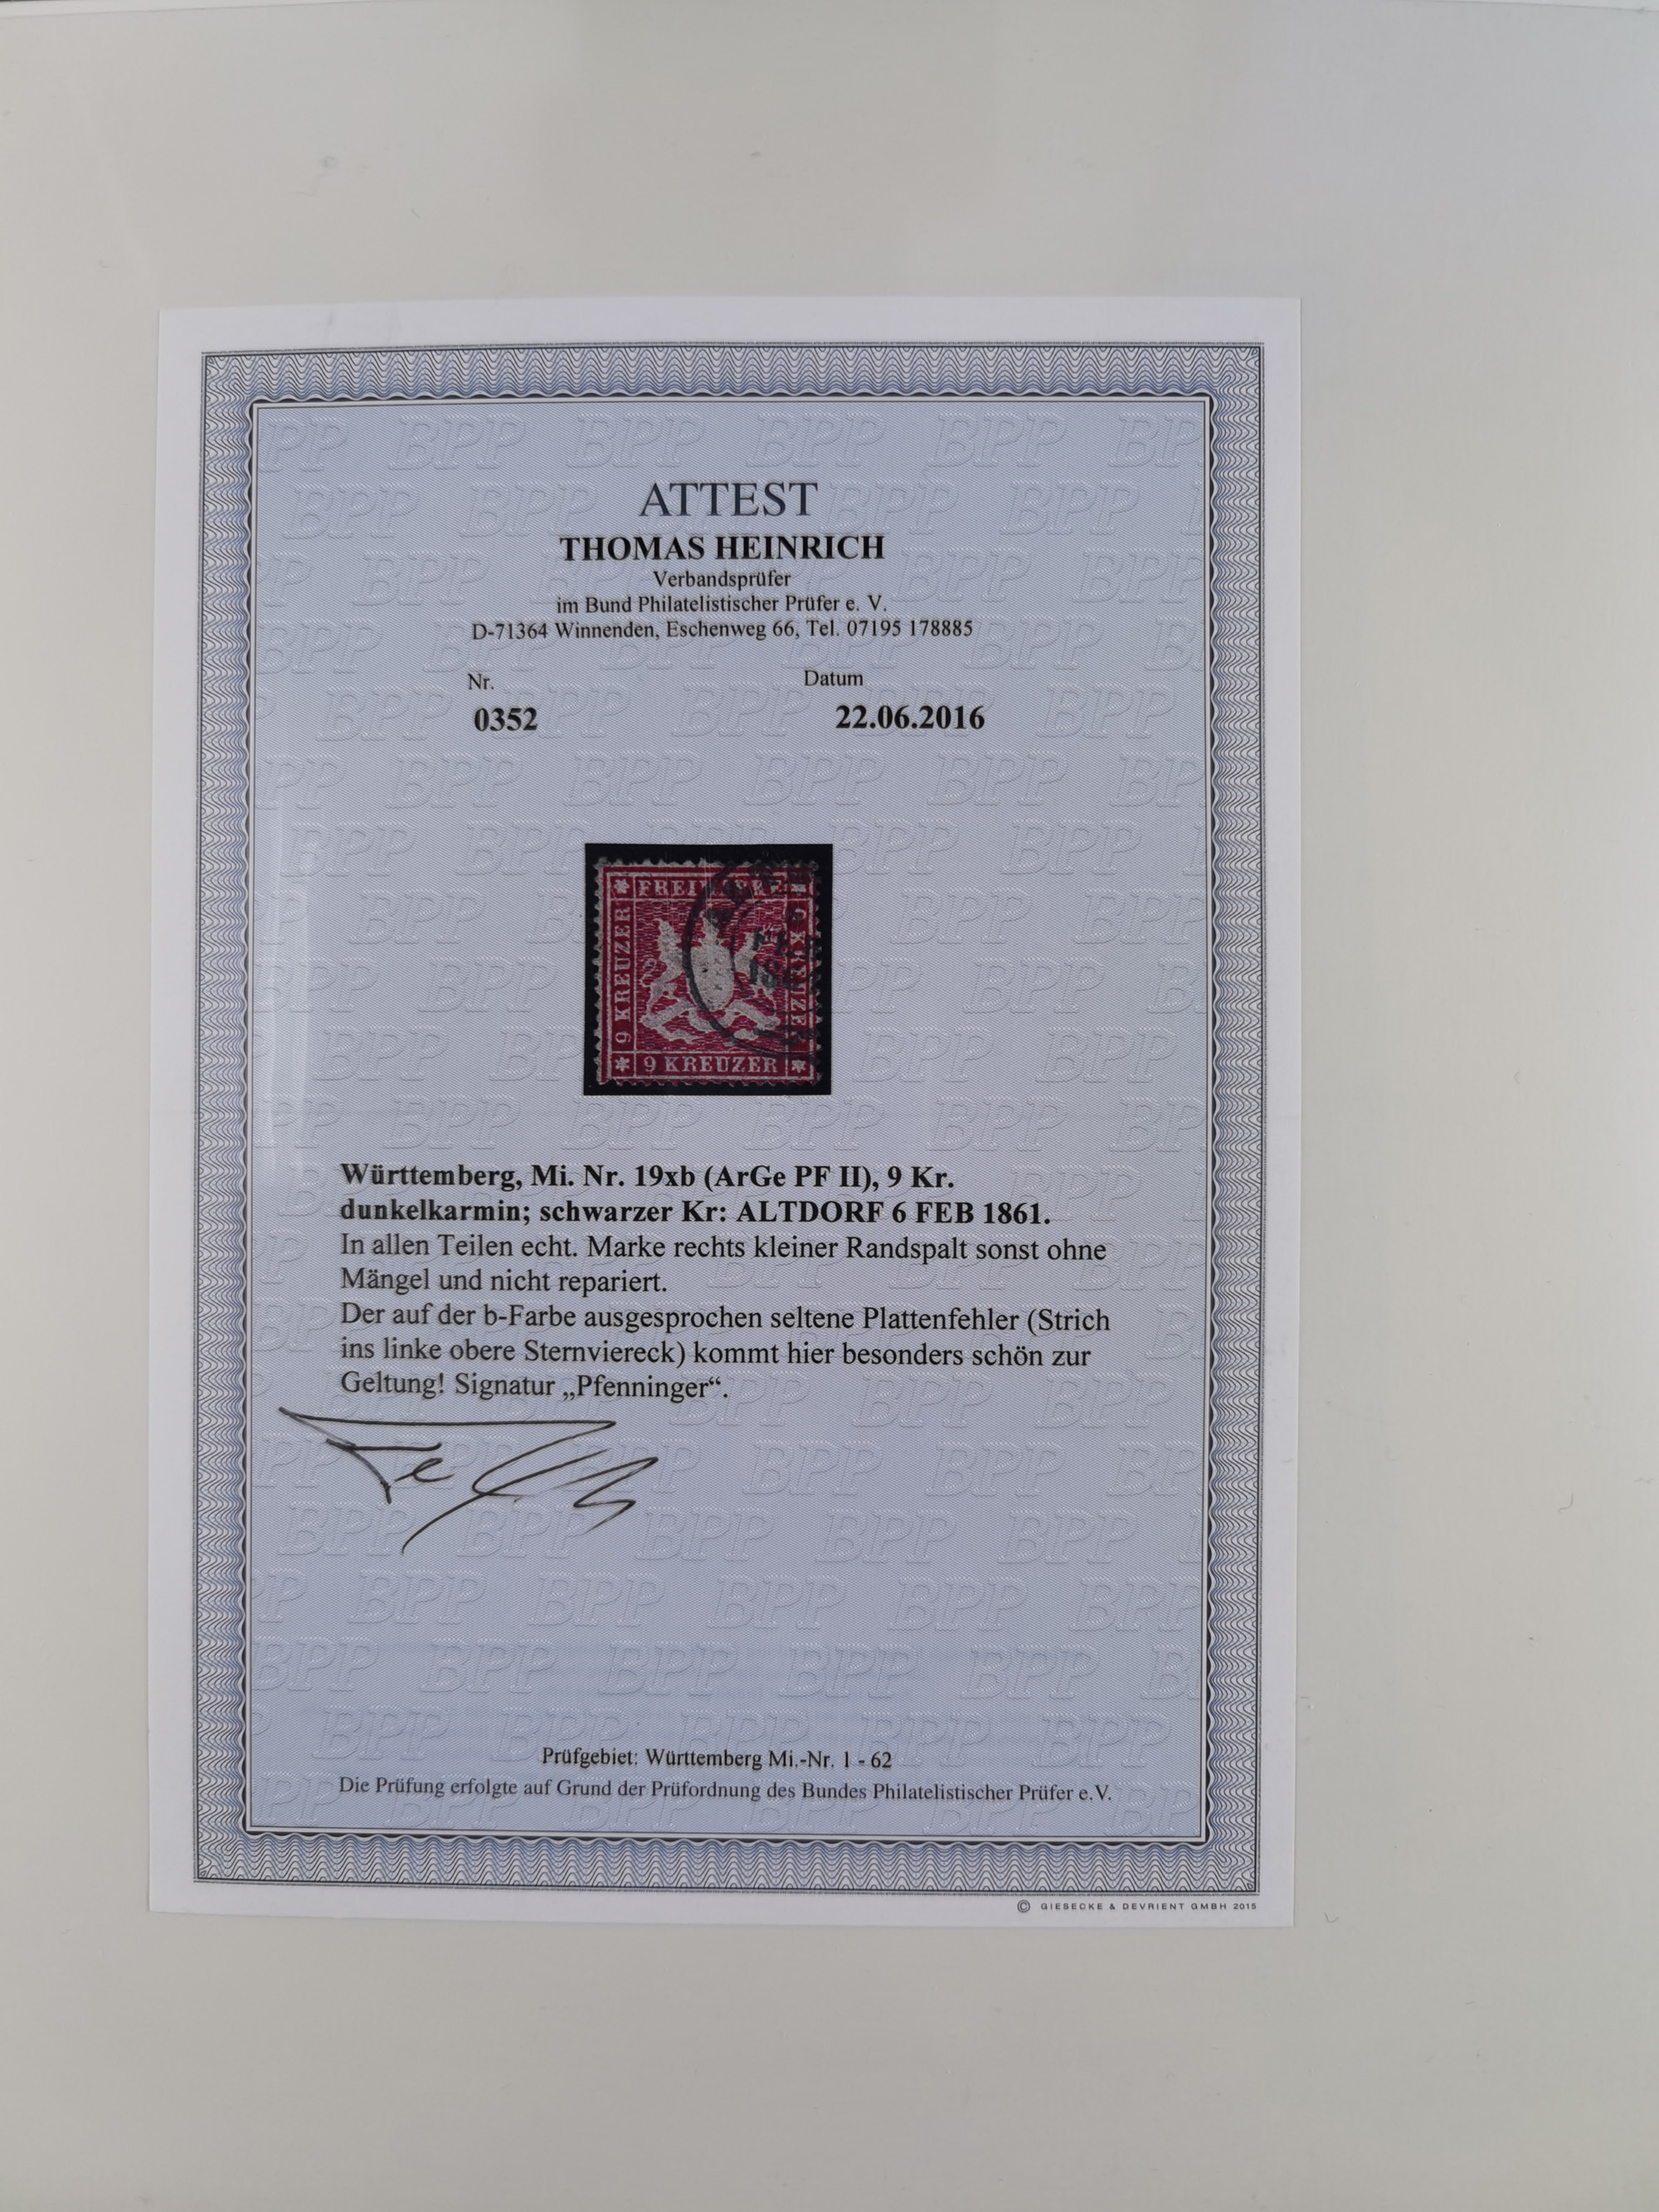 ATTEST
THOMAS HEINRICH
Verbandsprüfer
im Bund Philatelistischer Prüfer e. V.
D-71364 Winnenden, Eschenweg 66, Tel. 07195 178885
Nr. Datum
0352 22.06.2016
FREIMARKE
9 KREUZER
9 KREUZER
9 KREUZER
Württemberg, Mi. Nr. 19xb (ArGe PF II), 9 Kr.
dunkelkarmin; schwarzer Kr: ALTDORF 6 FEB 1861.
In allen Teilen echt. Marke rechts kleiner Randspalt sonst ohne
Mängel und nicht repariert.
Der auf der b-Farbe ausgesprochen seltene Plattenfehler (Strich
ins linke obere Sternviereck) kommt hier besonders schön zur
Geltung! Signatur „Pfenninger“.
Prüfgebiet: Württemberg Mi.-Nr. 1 - 62
Die Prüfung erfolgte auf Grund der Prüfordnung des Bundes Philatelistischer Prüfer e.V.
© GIESECKE & DEVRIENT GMBH 2015